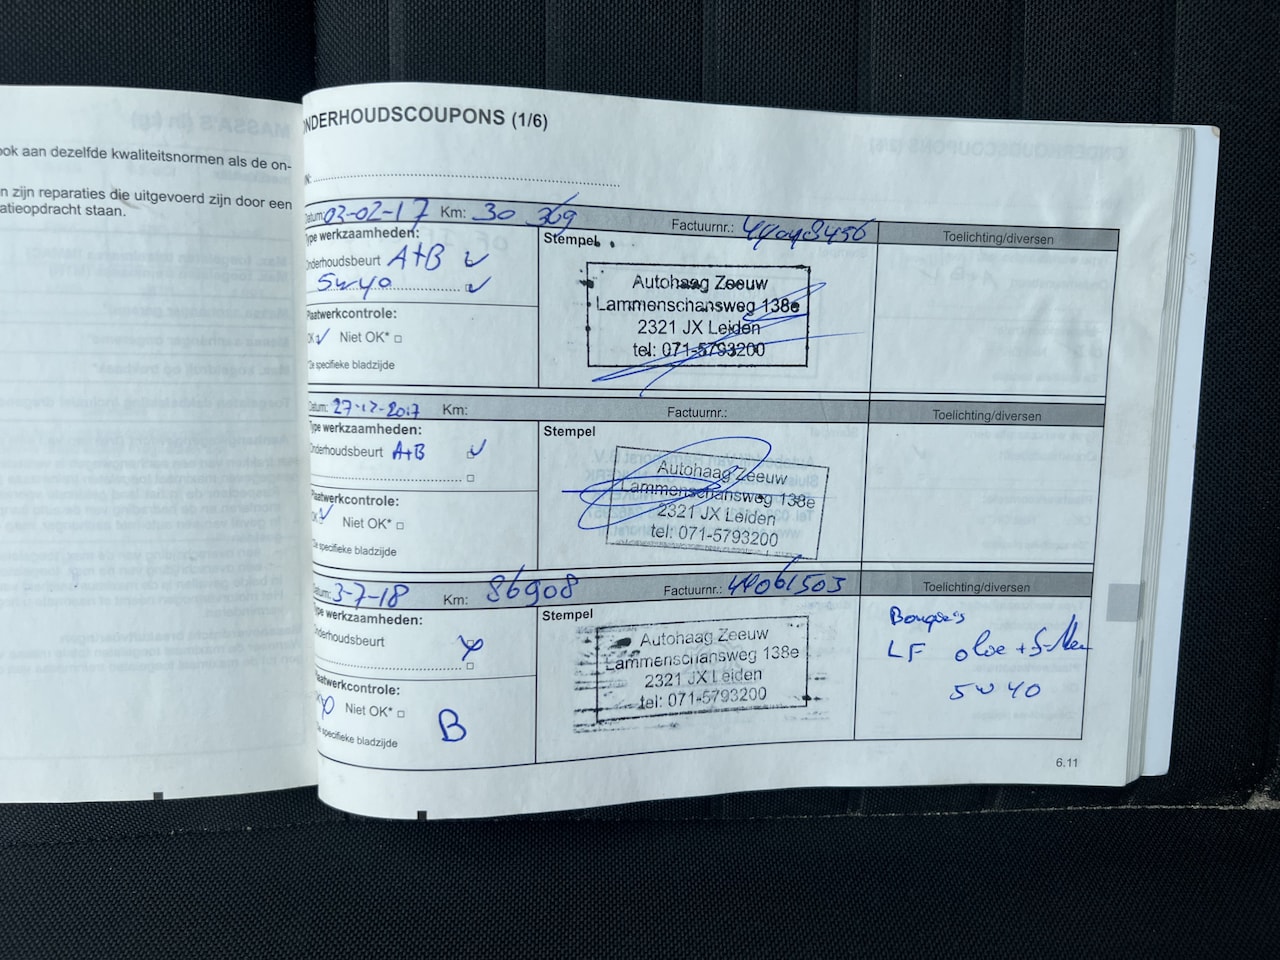 ook aan dezelfde kwaliteitsnormen als de on-
n zijn reparaties die uitgevoerd zijn door een
atieopdracht staan.
NDERHOUDSCOUPONS (1/6)
Datum: 03-02-17 Km: 30 369 Factuurnr.: Toelichting/diversen
Type werkzaamheden:
Onderhoudsbeurt A+B
5w40
Plaatwerkcontrole:
OK Niet OK*
*Zie specifieke bladzijde
Stempel
Autohaag Zeeuw
Lammenschansweg 138e
2321 JX Leiden
tel: 071-5793200
Datum: 27-12-2017 Km: Factuurnr.: Toelichting/diversen
Type werkzaamheden:
Onderhoudsbeurt A+B
Plaatwerkcontrole:
OK Niet OK*
*Zie specifieke bladzijde
Stempel
Autohaag Zeeuw
Lammenschansweg 138e
2321 JX Leiden
tel: 071-5793200
Datum: 3-7-18 Km: 86908 Factuurnr.: 44061503 Toelichting/diversen
Type werkzaamheden:
Onderhoudsbeurt
Plaatwerkcontrole:
Niet OK*
*Zie specifieke bladzijde B
Stempel
Autohaag Zeeuw
Lammenschansweg 138e
2321 JX Leiden
tel: 071-5793200
LF
5w40
6.11